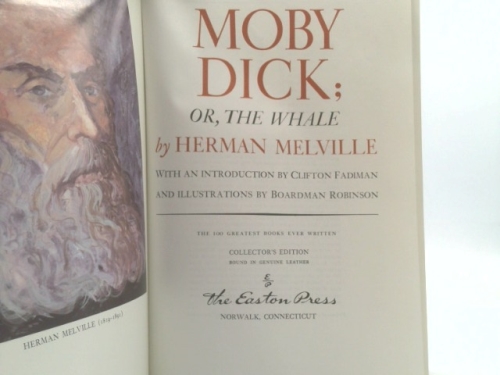 HERMAN MELVILLE (1819-1891)
MOBY
DICK;
OR, THE WHALE
by HERMAN MELVILLE
WITH AN INTRODUCTION BY CLIFTON FADIMAN
AND ILLUSTRATIONS BY BOARDMAN ROBINSON
THE 100 GREATEST BOOKS EVER WRITTEN
COLLECTOR'S EDITION
BOUND IN GENUINE LEATHER
The Easton Press
NORWALK, CONNECTICUT